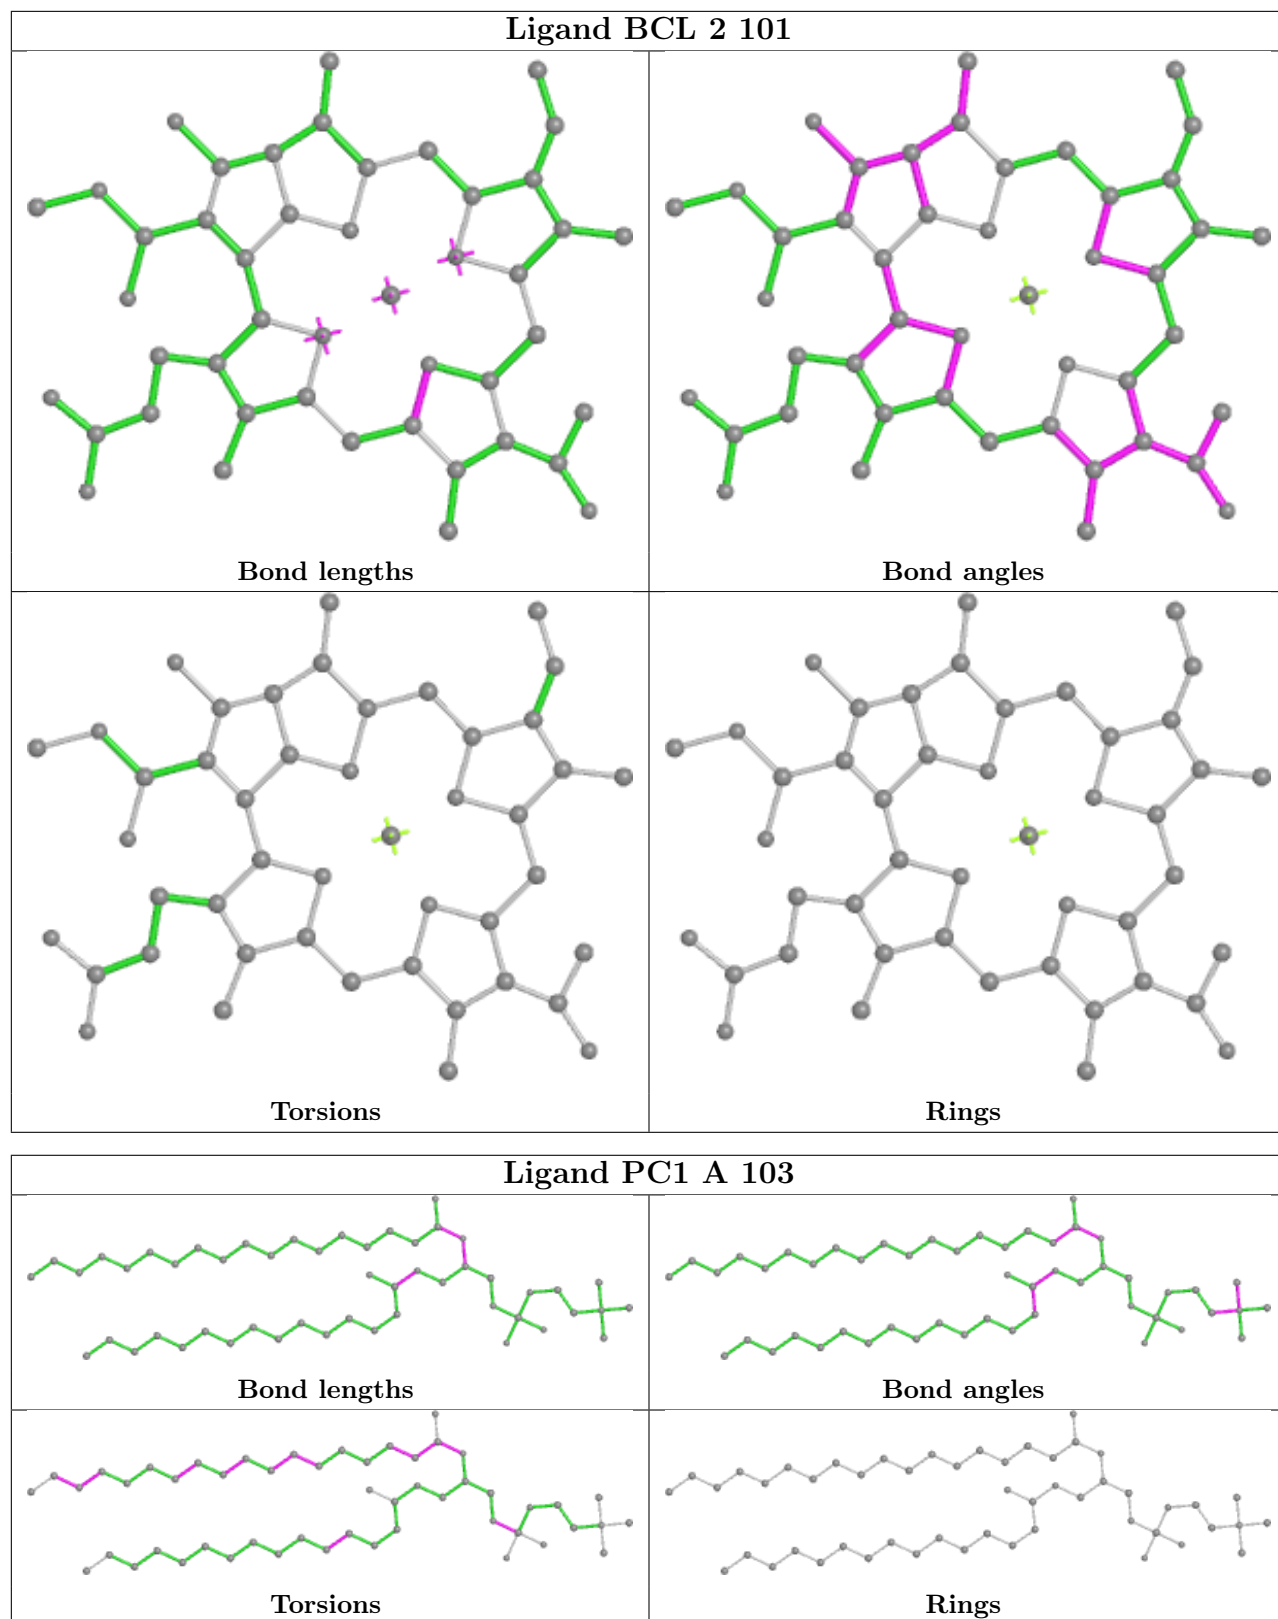 Ligand BCL 2 101
Bond lengths
Bond angles
Torsions
Rings
Ligand PC1 A 103
Bond lengths
Bond angles
Torsions
Rings